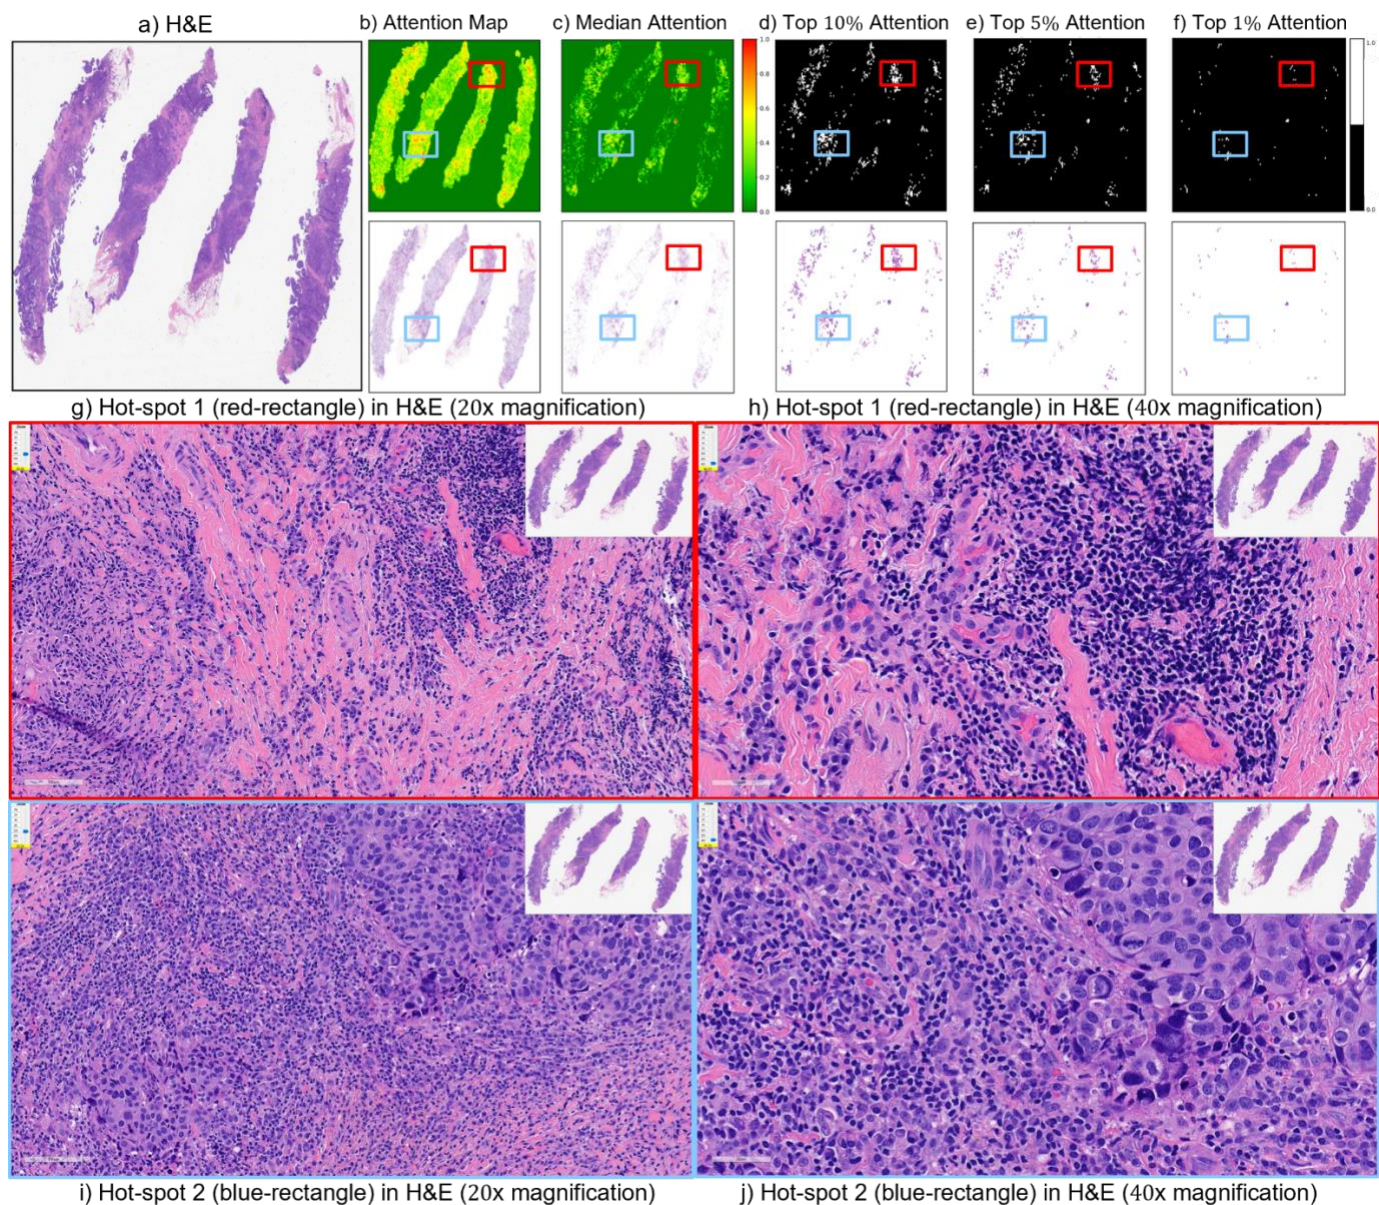 a) H&E
b) Attention Map
c) Median Attention
d) Top 10% Attention
e) Top 5% Attention
f) Top 1% Attention
1.0
0.8
0.6
0.4
0.2
0.0
1.0
0.0
g) Hot-spot 1 (red-rectangle) in H&E (20x magnification)
h) Hot-spot 1 (red-rectangle) in H&E (40x magnification)
i) Hot-spot 2 (blue-rectangle) in H&E (20x magnification)
j) Hot-spot 2 (blue-rectangle) in H&E (40x magnification)